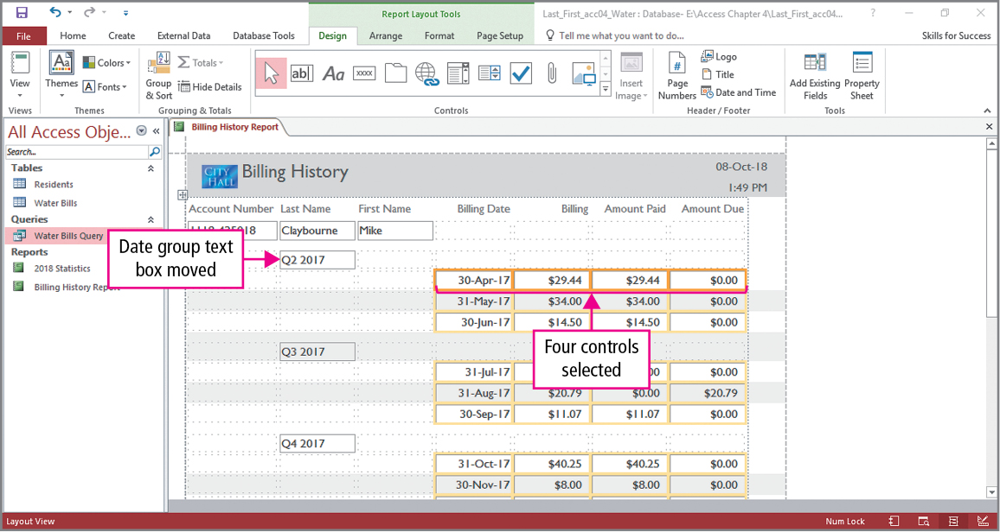 Report Layout Tools
Last_First_acc04_Water : Database- E:\Access Chapter 4\Last_First_acc04...
?
File Home Create External Data Database Tools Design Arrange Format Page Setup Tell me what you want to do... Skills for Success
View
Views
Aa
Themes
Colors
A Fonts
Themes
Group & Sort
Σ Totals
Hide Details
Grouping & Totals
ab|
Aa
xxxx
Insert Image
Controls
#
Page Numbers
Logo
Title
Date and Time
Header / Footer
Add Existing Fields
Property Sheet
Tools
All Access Obje...
Search...
Tables
Residents
Water Bills
Queries
Water Bills Query
Reports
2018 Statistics
Billing History Rep
Billing History Report
CITY HALL
Billing History
08-Oct-18
1:49 PM
Account Number Last Name First Name Billing Date Billing Amount Paid Amount Due
Claybourne Mike
Date group text
box moved
Q2 2017
30-Apr-17 $29.44 $29.44 $0.00
31-May-17 $34.00 $34.00 $0.00
30-Jun-17 $14.50 $14.50 $0.00
Four controls
selected
Q3 2017
31-Jul-17 00 $0.00
31-Aug-17 $20.79 $0.00 $20.79
30-Sep-17 $11.07 $11.07 $0.00
Q4 2017
31-Oct-17 $40.25 $40.25 $0.00
30-Nov-17 $8.00 $8.00 $0.00
Layout View
Num Lock